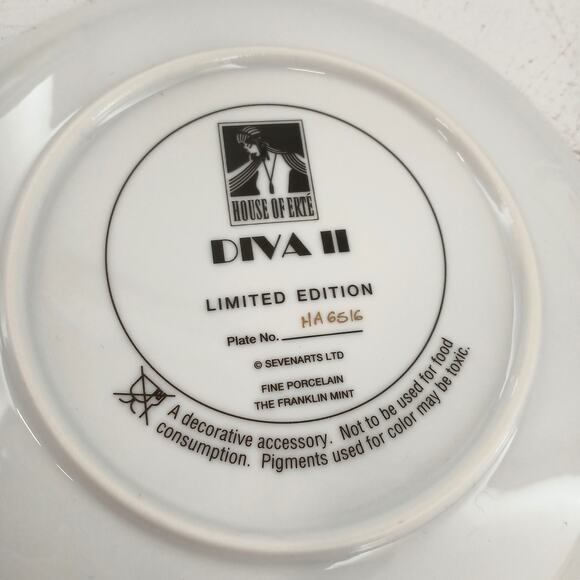 HOUSE OF ERTÉ
DIVA II
LIMITED EDITION
Plate No. HA6516
© SEVENARTS LTD
FINE PORCELAIN
THE FRANKLIN MINT
A decorative accessory. Not to be used for food
consumption. Pigments used for color may be toxic.